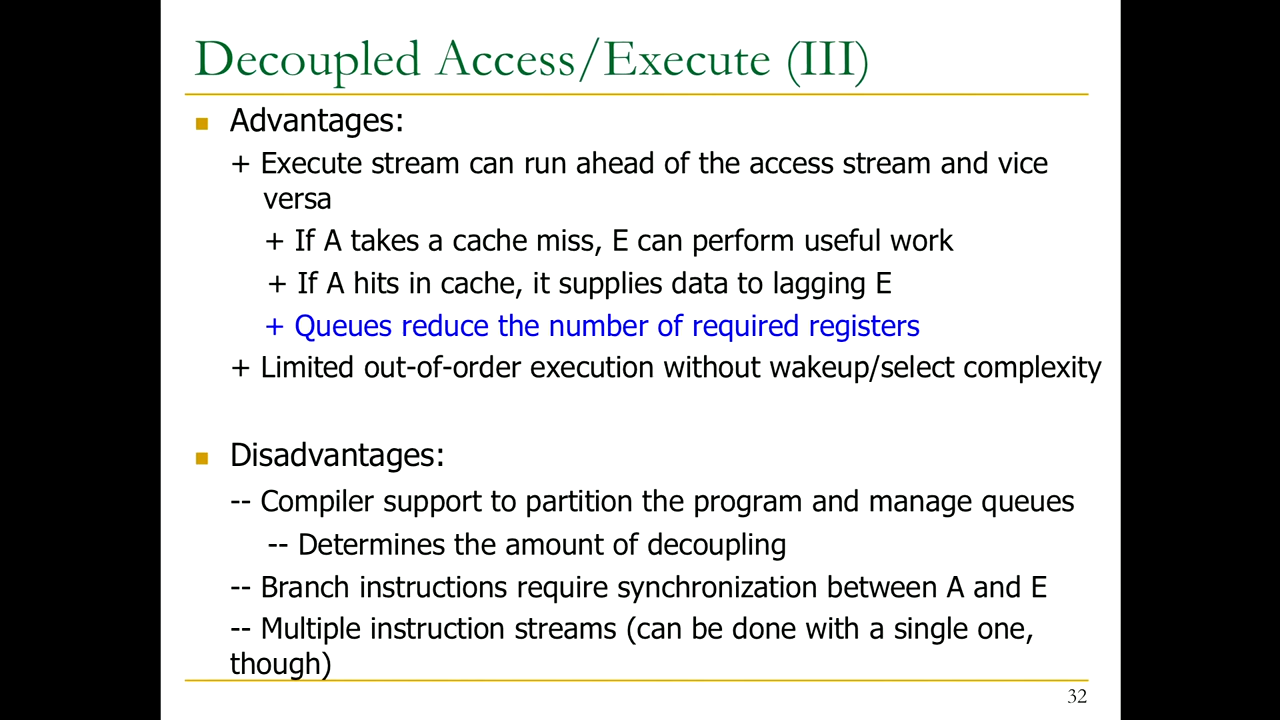 Decoupled Access/Execute (III)
Advantages:
+ Execute stream can run ahead of the access stream and vice
versa
+ If A takes a cache miss, E can perform useful work
+ If A hits in cache, it supplies data to lagging E
+ Queues reduce the number of required registers
+ Limited out-of-order execution without wakeup/select complexity
Disadvantages:
-- Compiler support to partition the program and manage queues
-- Determines the amount of decoupling
-- Branch instructions require synchronization between A and E
-- Multiple instruction streams (can be done with a single one,
though)
32